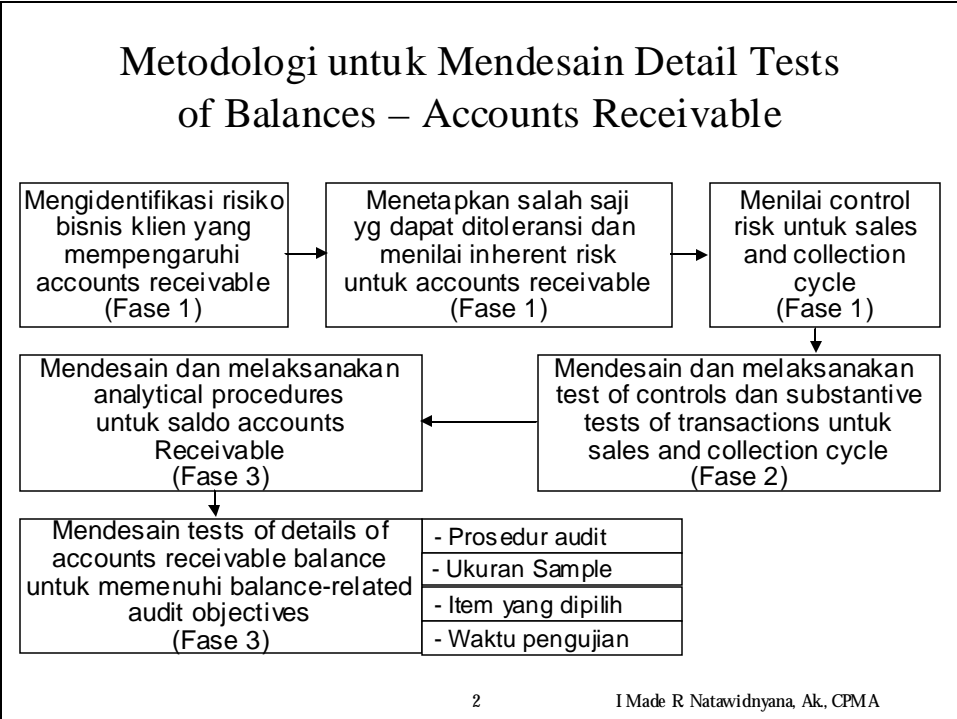 Metodologi untuk Mendesain Detail Tests
of Balances – Accounts Receivable
Mengidentifikasi risiko
bisnis klien yang
mempengaruhi
accounts receivable
(Fase 1)
Menetapkan salah saji
yg dapat ditoleransi dan
menilai inherent risk
untuk accounts receivable
(Fase 1)
Menilai control
risk untuk sales
and collection
cycle
(Fase 1)
Mendesain dan melaksanakan
analytical procedures
untuk saldo accounts
Receivable
(Fase 3)
Mendesain dan melaksanakan
test of controls dan substantive
tests of transactions untuk
sales and collection cycle
(Fase 2)
Mendesain tests of details of
accounts receivable balance
untuk memenuhi balance-related
audit objectives
(Fase 3)
- Prosedur audit
- Ukuran Sample
- Item yang dipilih
- Waktu pengujian
2 I Made R. Natawidnyana, Ak., CPMA